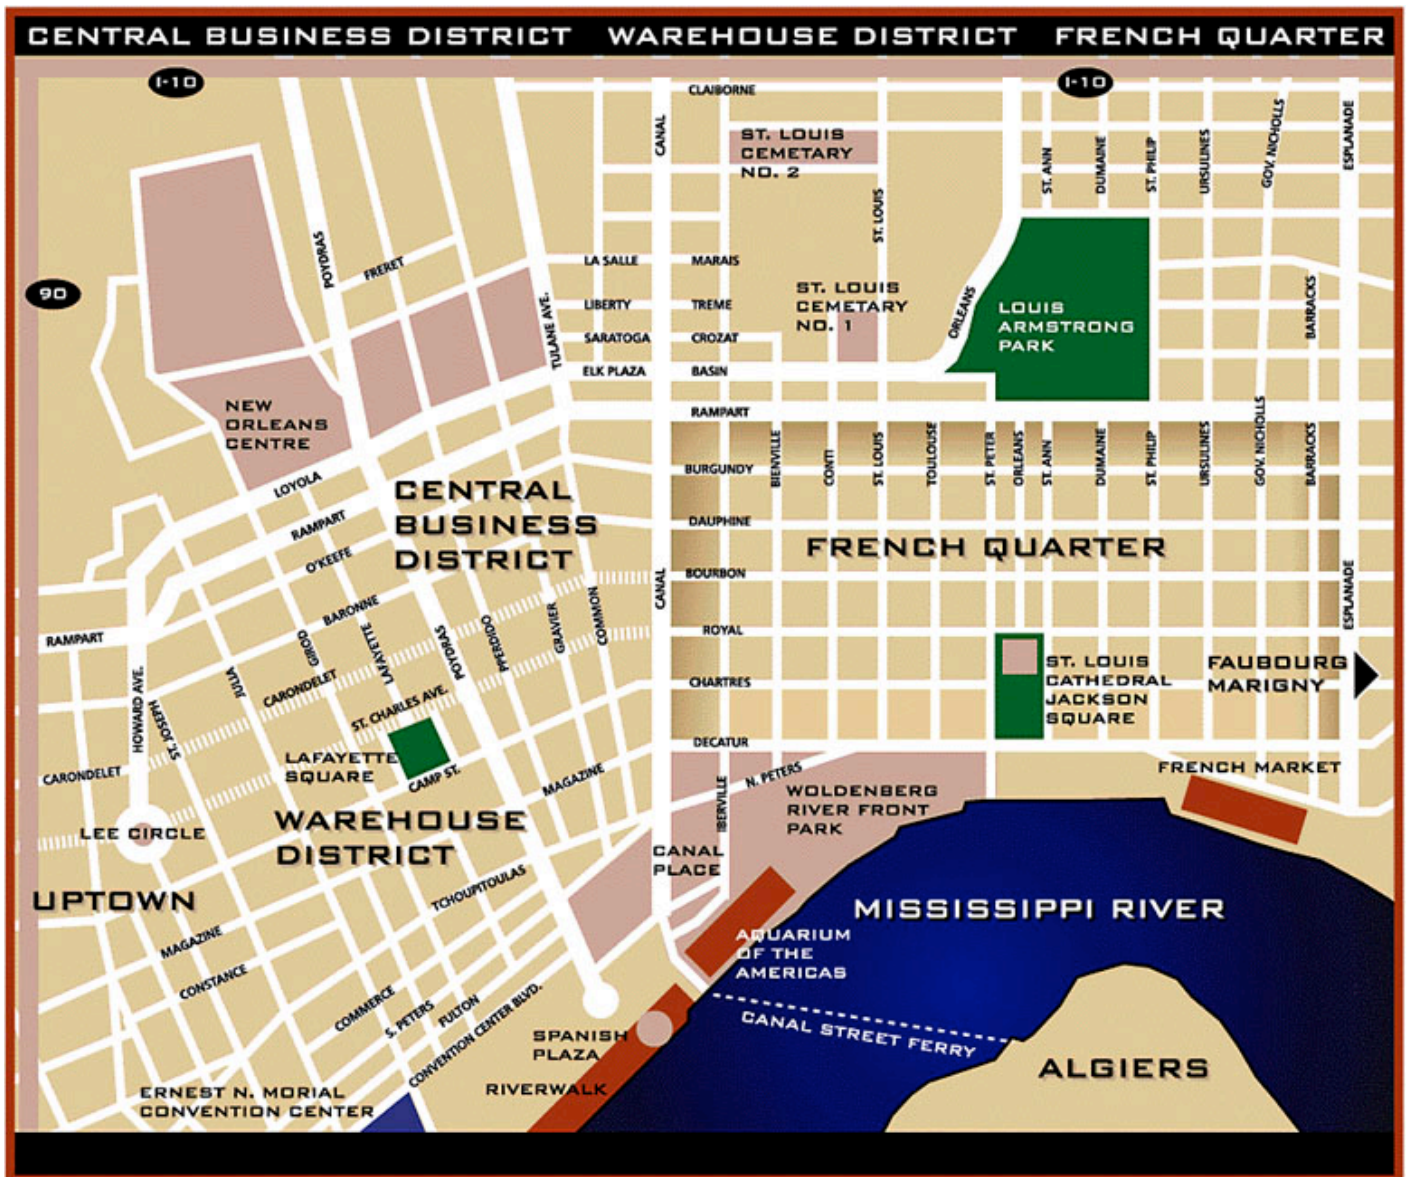 CENTRAL BUSINESS DISTRICT WAREHOUSE DISTRICT FRENCH QUARTER
I-10
I-10
CLAIBORNE
CANAL
ST. LOUIS
CEMETARY
NO. 2
ST. LOUIS
ST. ANN
DUMAINE
ST. PHILIP
URSULINES
GOV. NICHOLLS
ESPLANADE
90
POYDRAS
FRERET
TULANE AVE.
LA SALLE
MARAIS
LIBERTY
TREME
SARATOGA
CROZAT
ELK PLAZA
BASIN
RAMPART
ST. LOUIS
CEMETARY
NO. 1
ORLEANS
LOUIS
ARMSTRONG
PARK
BARRACKS
NEW
ORLEANS
CENTRE
LOYOLA
RAMPART
O'KEEFE
BARONNE
CENTRAL
BUSINESS
DISTRICT
BURGUNDY
BIENVILLE
CONTI
ST. LOUIS
TOULOUSE
ST. PETER
ORLEANS
ST. ANN
DUMAINE
ST. PHILIP
URSULINES
GOV. NICHOLLS
BARRACKS
DAUPHINE
FRENCH QUARTER
BOURBON
CANAL
ESPLANADE
ROYAL
CHARTRES
DECATUR
ST. LOUIS
CATHEDRAL
JACKSON
SQUARE
FAUBOURG
MARIGNY
RAMPART
HOWARD AVE.
ST. JOSEPH
JULIA
GIROD
LAFAYETTE
POYDRAS
PERDIDO
GRAVIER
COMMON
CARONDELET
ST. CHARLES AVE.
LAFAYETTE
SQUARE
CAMP ST.
MAGAZINE
CARONDELET
LEE CIRCLE
WAREHOUSE
DISTRICT
UPTOWN
N. PETERS
IBERVILLE
WOLDENBERG
RIVER FRONT
PARK
FRENCH MARKET
CANAL
PLACE
TCHOUPITOULAS
MAGAZINE
CONSTANCE
COMMERCE
S. PETERS
FULTON
CONVENTION CENTER BLVD.
MISSISSIPPI RIVER
AQUARIUM
OF THE
AMERICAS
CANAL STREET FERRY
SPANISH
PLAZA
RIVERWALK
ALGIERS
ERNEST N. MORIAL
CONVENTION CENTER